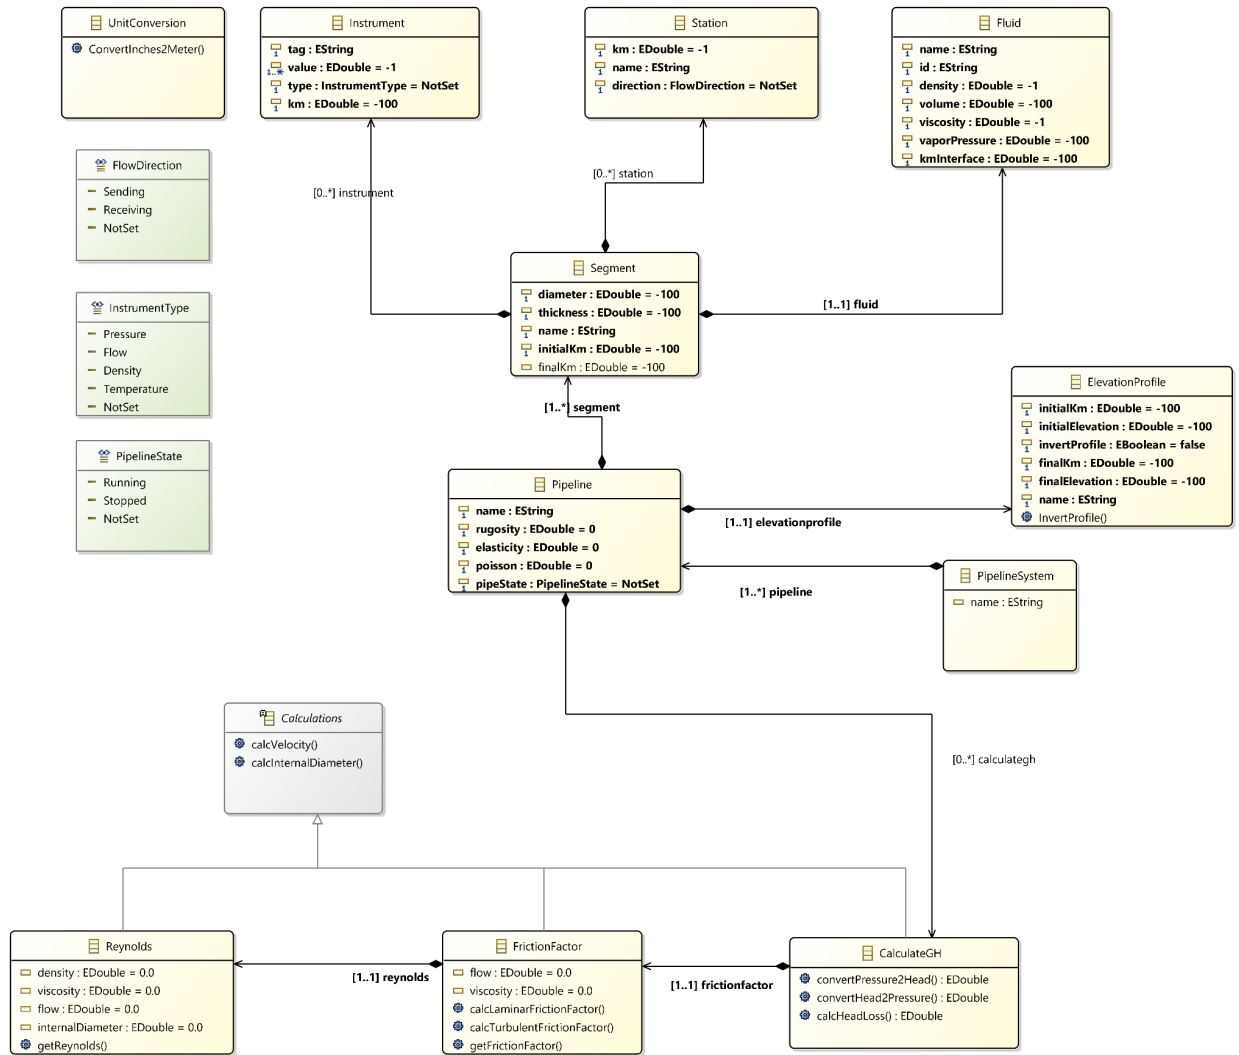 UnitConversion
ConvertInches2Meter()
Instrument
tag : EString
value : EDouble = -1
type : InstrumentType = NotSet
km : EDouble = -100
Station
km : EDouble = -1
name : EString
direction : FlowDirection = NotSet
Fluid
name : EString
id : EString
density : EDouble = -1
volume : EDouble = -100
viscosity : EDouble = -1
vaporPressure : EDouble = -100
kmInterface : EDouble = -100
FlowDirection
Sending
Receiving
NotSet
[0..*] instrument
[0..*] station
InstrumentType
Pressure
Flow
Density
Temperature
NotSet
Segment
diameter : EDouble = -100
thickness : EDouble = -100
name : EString
initialKm : EDouble = -100
finalKm : EDouble = -100
[1..1] fluid
[1..*] segment
ElevationProfile
initialKm : EDouble = -100
initialElevation : EDouble = -100
invertProfile : EBoolean = false
finalKm : EDouble = -100
finalElevation : EDouble = -100
name : EString
InvertProfile()
PipelineState
Running
Stopped
NotSet
Pipeline
name : EString
rugosity : EDouble = 0
elasticity : EDouble = 0
poisson : EDouble = 0
pipeState : PipelineState = NotSet
[1..1] elevationprofile
[1..*] pipeline
PipelineSystem
name : EString
Calculations
calcVelocity()
calcInternalDiameter()
[0..*] calculategh
Reynolds
density : EDouble = 0.0
viscosity : EDouble = 0.0
flow : EDouble = 0.0
internalDiameter : EDouble = 0.0
getReynolds()
[1..1] reynolds
FrictionFactor
flow : EDouble = 0.0
viscosity : EDouble = 0.0
calcLaminarFrictionFactor()
calcTurbulentFrictionFactor()
getFrictionFactor()
[1..1] frictionfactor
CalculateGH
convertPressure2Head() : EDouble
convertHead2Pressure() : EDouble
calcHeadLoss() : EDouble